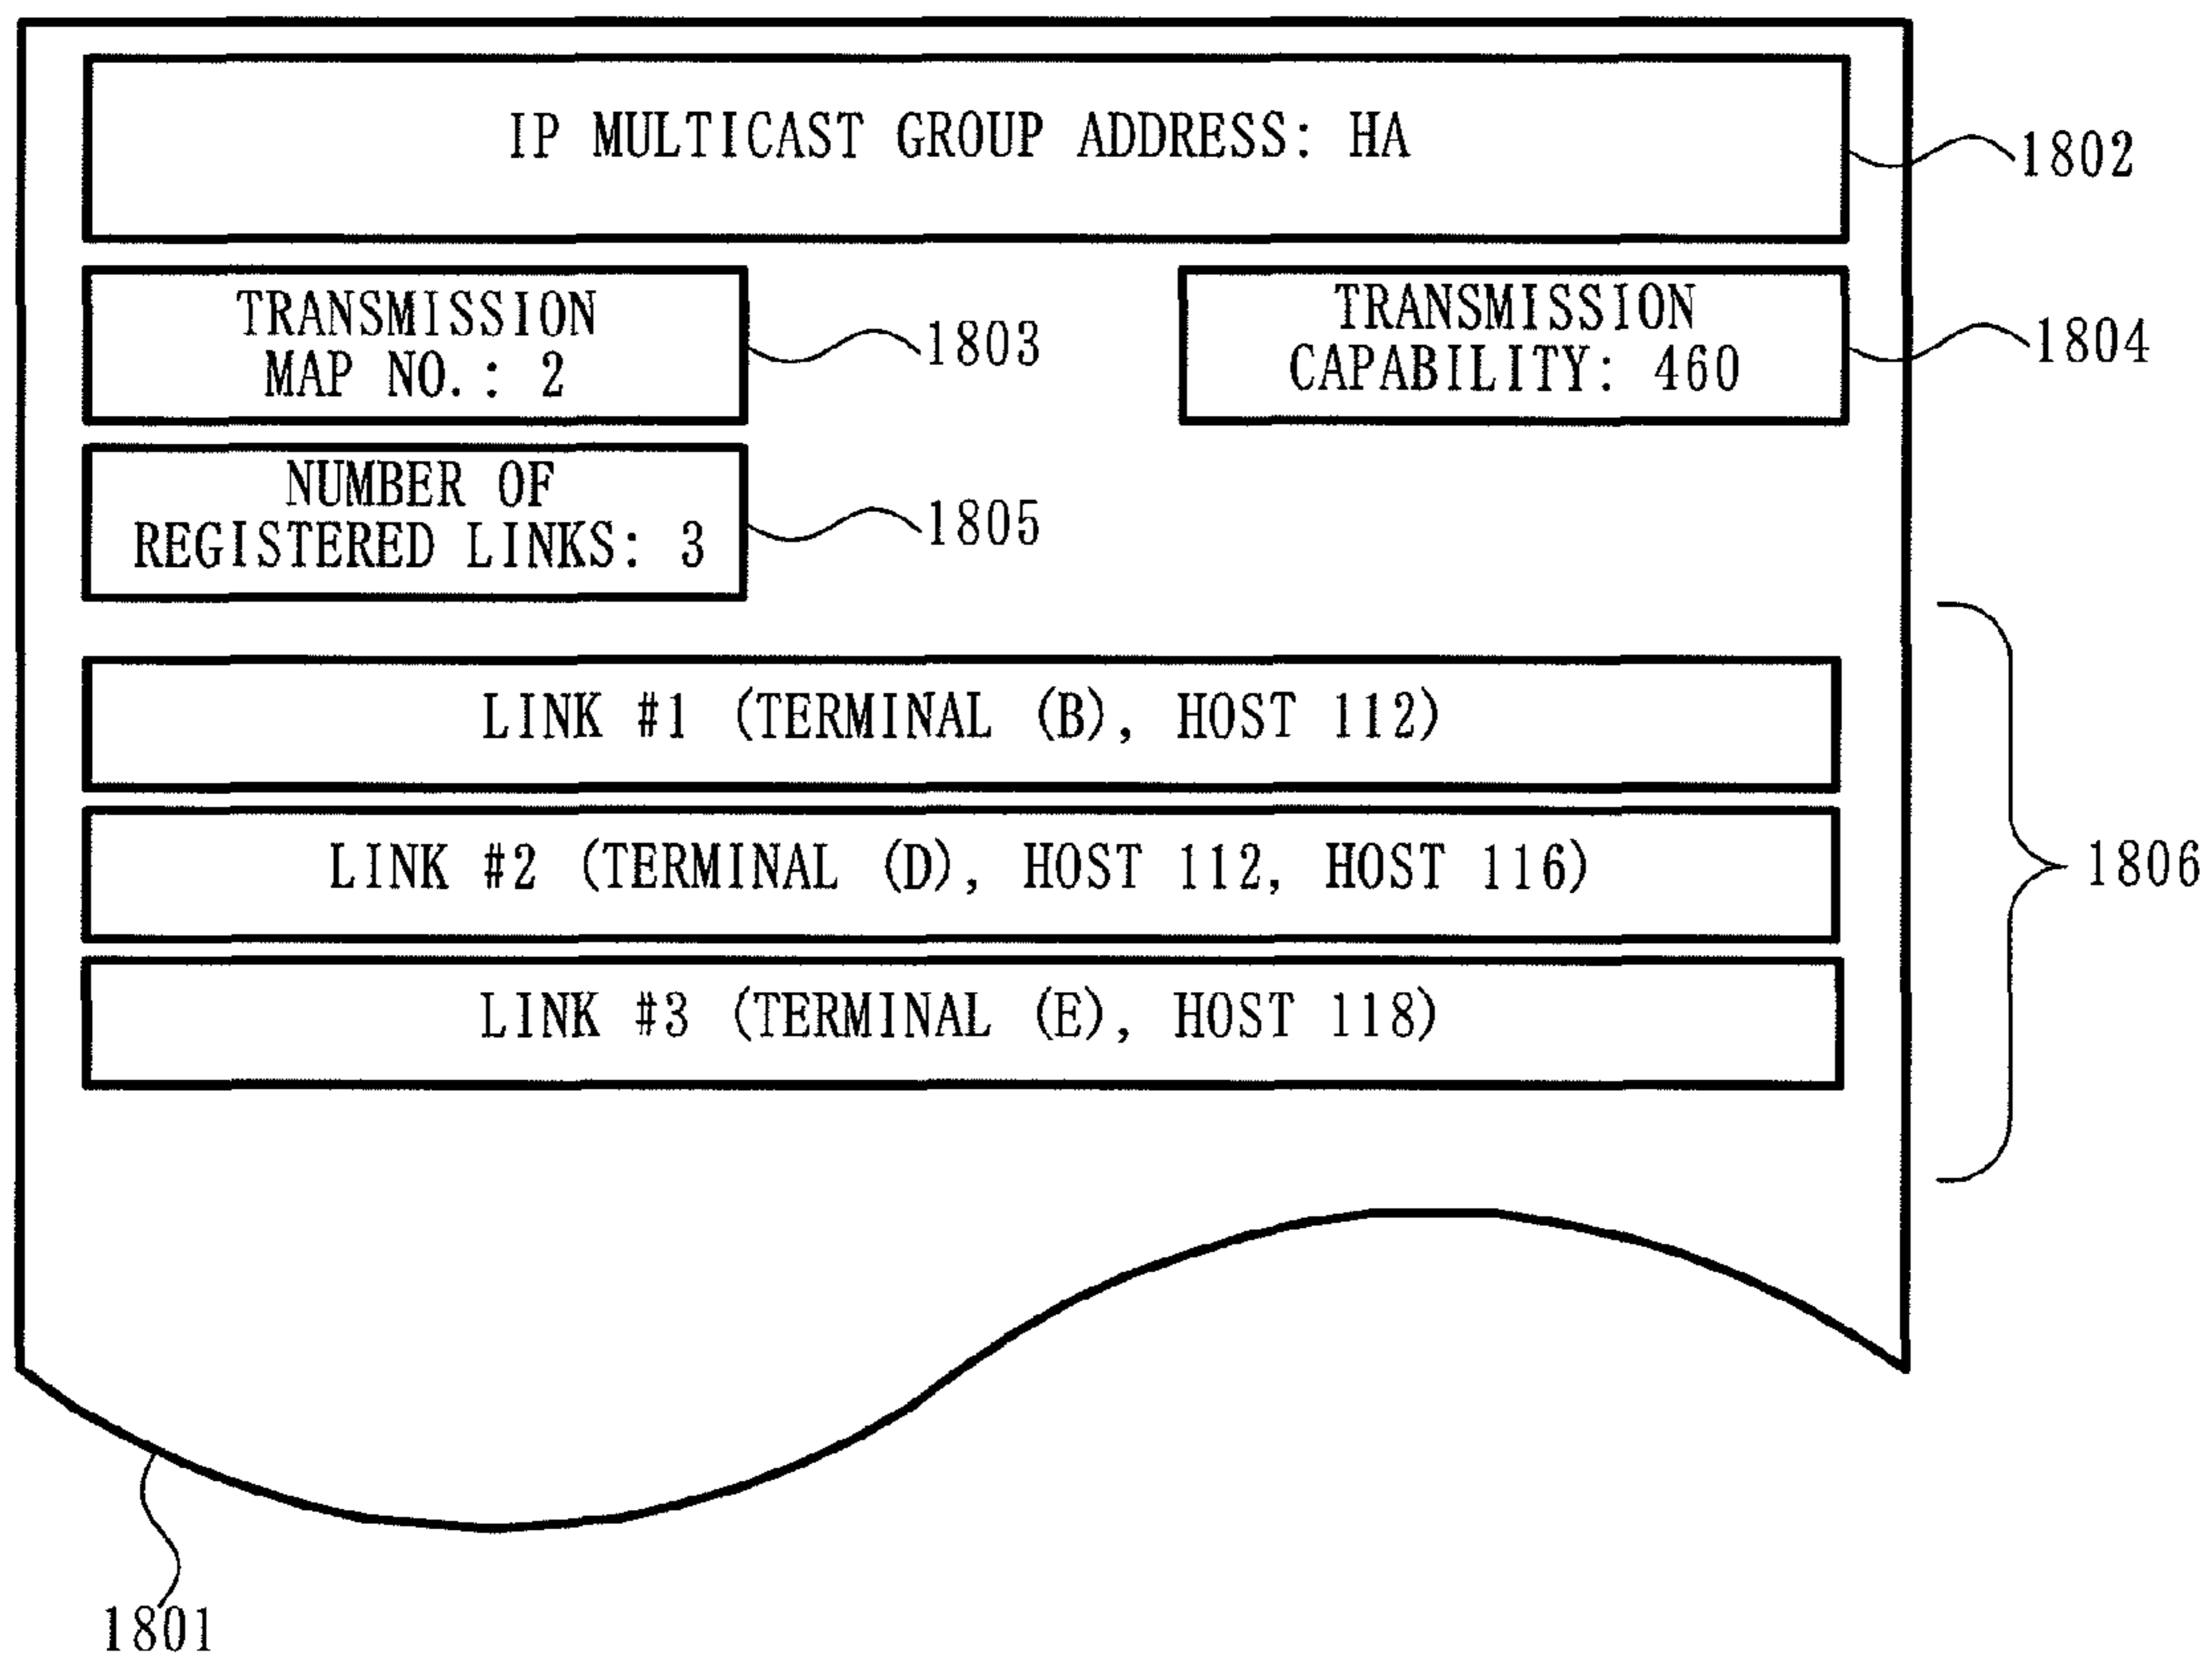 IP MULTICAST GROUP ADDRESS: HA
1802
TRANSMISSION
MAP NO.: 2
1803
TRANSMISSION
CAPABILITY: 460
1804
NUMBER OF
REGISTERED LINKS: 3
1805
LINK #1 (TERMINAL (B), HOST 112)
LINK #2 (TERMINAL (D), HOST 112, HOST 116)
LINK #3 (TERMINAL (E), HOST 118)
1806
1801